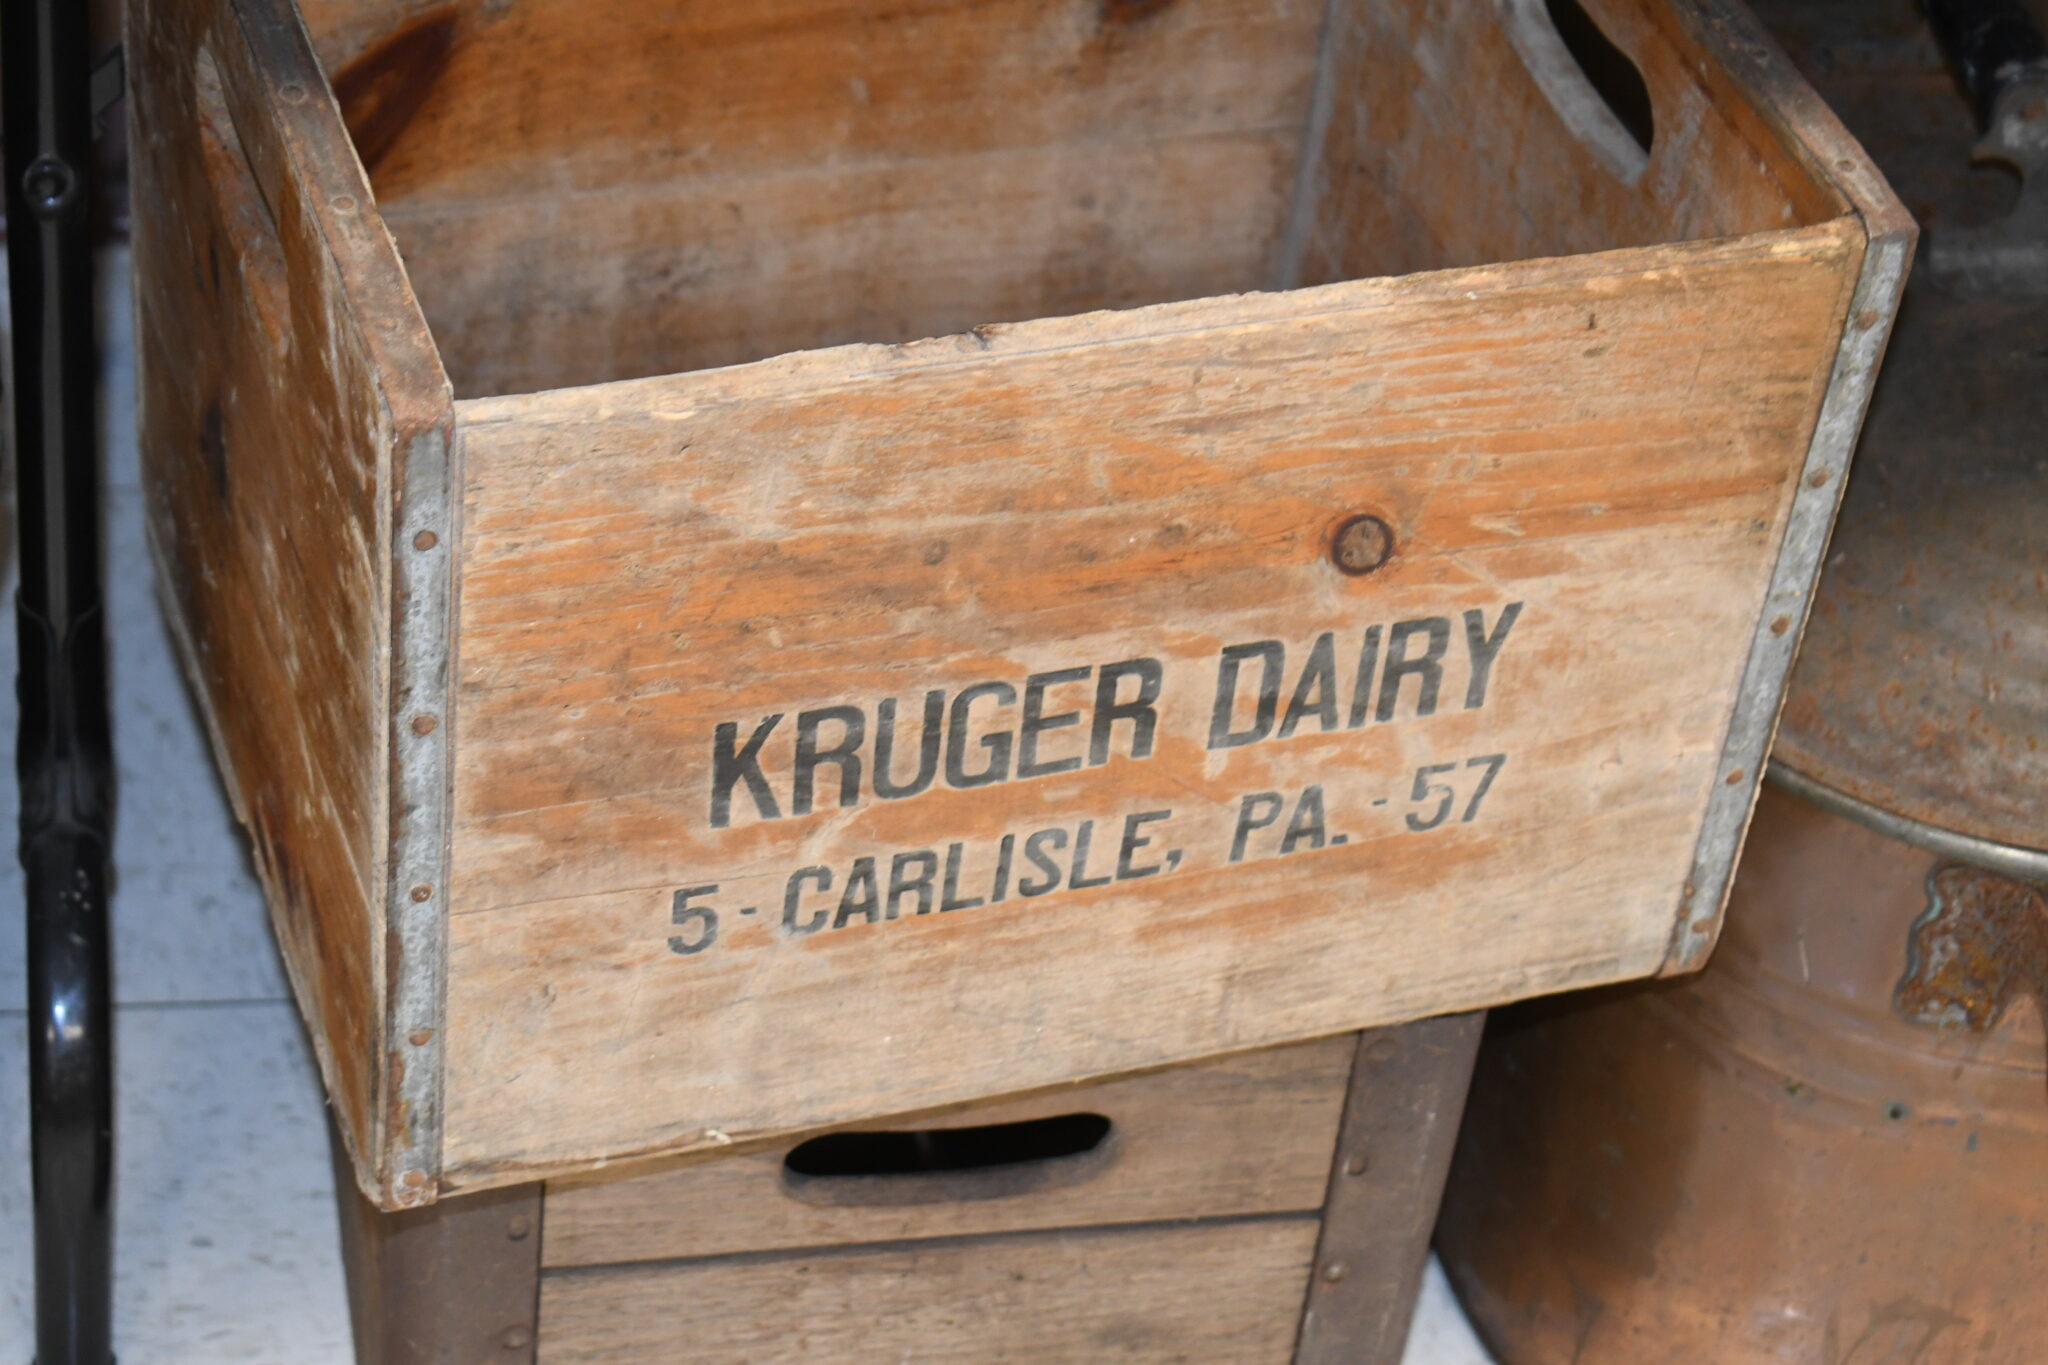 KRUGER DAIRY
5 - CARLISLE, PA. - 57